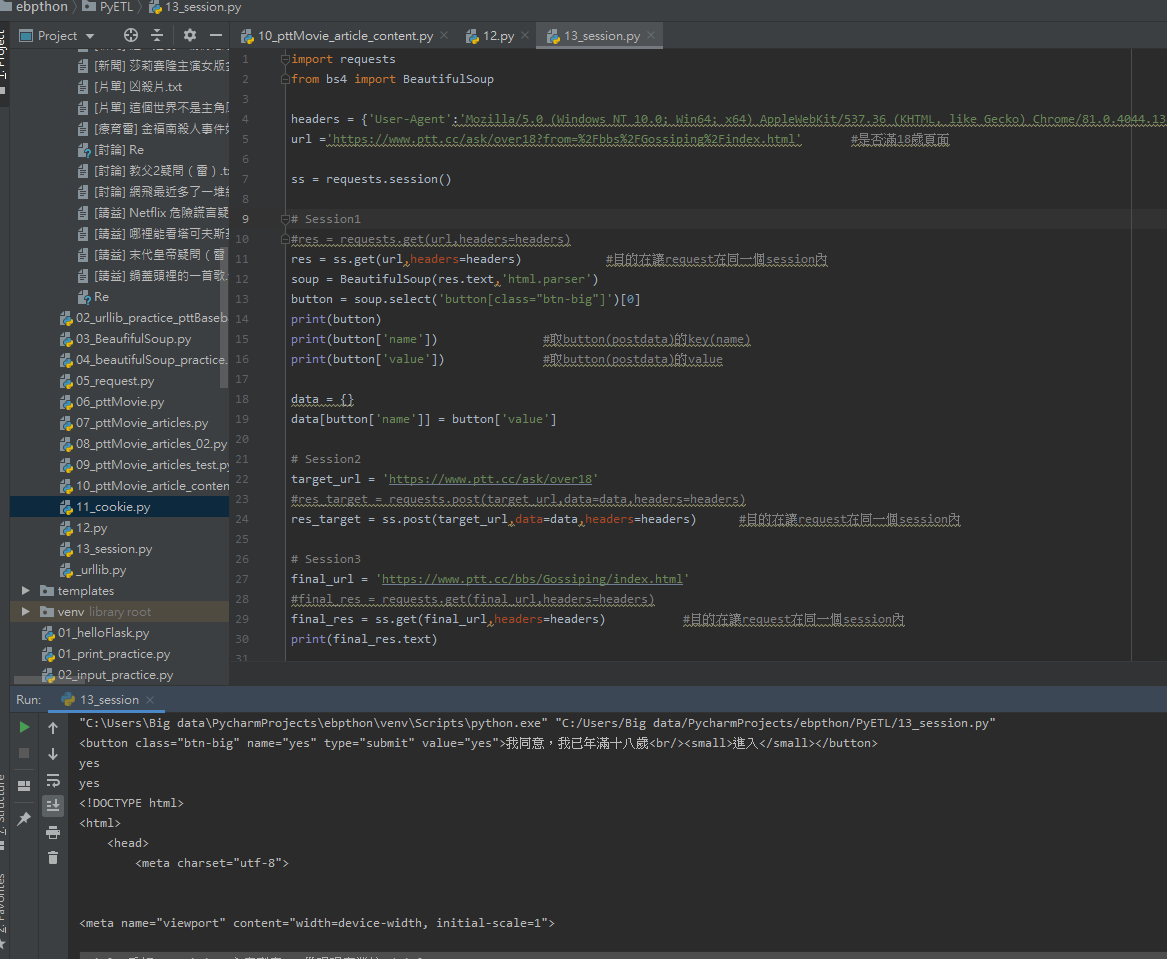 ebpthon PyETL 13_session.py
Project
10_pttMovie_article_content.py 12.py 13_session.py
[片單] 凶殺片.txt
[片單] 這個世界不是主角
[療育雷] 金福南殺人事件
[討論] Re
[討論] 教父2疑問（雷）.t
[討論] 網飛最近多了一堆
[請益] Netflix 危險謊言疑
[請益] 哪裡能看塔可夫斯基
[請益] 末代皇帝疑問（雷
[請益] 鍋蓋頭裡的一首歌
Re
02_urllib_practice_pttBaseb
03_BeaufifulSoup.py
04_beautifulSoup_practice.
05_request.py
06_pttMovie.py
07_pttMovie_articles.py
08_pttMovie_articles_02.py
09_pttMovie_articles_test.py
10_pttMovie_article_conten
11_cookie.py
12.py
13_session.py
_urllib.py
templates
venv library root
01_helloFlask.py
01_print_practice.py
02_input_practice.py
1 import requests
2 from bs4 import BeautifulSoup
3
4 headers = {'User-Agent':'Mozilla/5.0 (Windows NT 10.0; Win64; x64) AppleWebKit/537.36 (KHTML, like Gecko) Chrome/81.0.4044.13
5 url ='https://www.ptt.cc/ask/over18?from=%2Fbbs%2FGossiping%2Findex.html' #是否滿18歲頁面
6
7 ss = requests.session()
8
9 # Session1
10 #res = requests.get(url,headers=headers)
11 res = ss.get(url,headers=headers) #目的在讓request在同一個session內
12 soup = BeautifulSoup(res.text,'html.parser')
13 button = soup.select('button[class="btn-big"]')[0]
14 print(button)
15 print(button['name']) #取button(postdata)的key(name)
16 print(button['value']) #取button(postdata)的value
17
18 data = {}
19 data[button['name']] = button['value']
20
21 # Session2
22 target_url = 'https://www.ptt.cc/ask/over18'
23 #res_target = requests.post(target_url,data=data,headers=headers)
24 res_target = ss.post(target_url,data=data,headers=headers) #目的在讓request在同一個session內
25
26 # Session3
27 final_url = 'https://www.ptt.cc/bbs/Gossiping/index.html'
28 #final_res = requests.get(final_url,headers=headers)
29 final_res = ss.get(final_url,headers=headers) #目的在讓request在同一個session內
30 print(final_res.text)
31
Run: 13_session
"C:\Users\Big data\PycharmProjects\ebpthon\venv\Scripts\python.exe" "C:/Users/Big data/PycharmProjects/ebpthon/PyETL/13_session.py"
<button class="btn-big" name="yes" type="submit" value="yes">我同意，我已年滿十八歲<br/><small>進入</small></button>
yes
yes
<!DOCTYPE html>
<html>
<head>
<meta charset="utf-8">
<meta name="viewport" content="width=device-width, initial-scale=1">